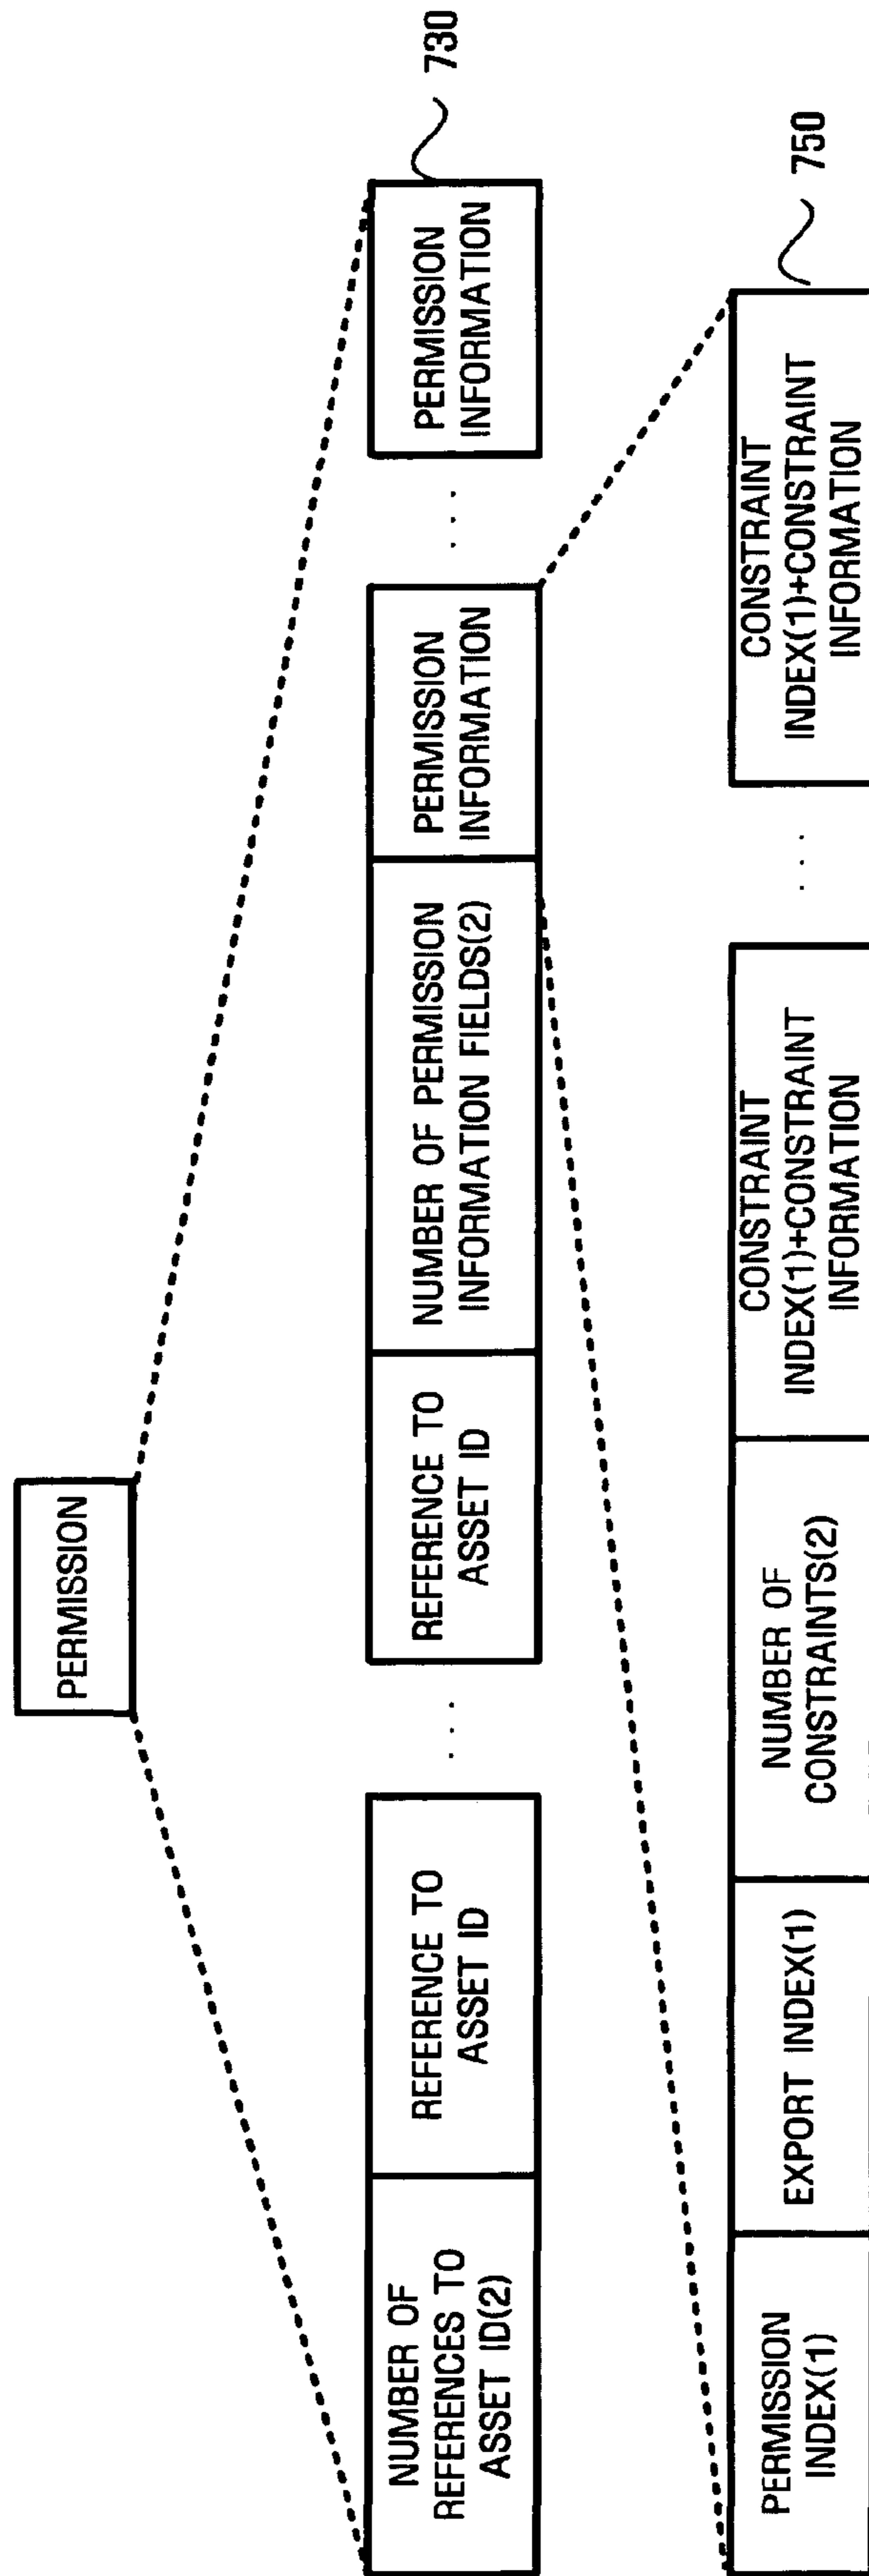 PERMISSION
730
NUMBER OF
REFERENCES TO
ASSET ID(2)
REFERENCE TO
ASSET ID
. . .
REFERENCE TO
ASSET ID
NUMBER OF PERMISSION
INFORMATION FIELDS(2)
PERMISSION
INFORMATION
. . .
PERMISSION
INFORMATION
750
PERMISSION
INDEX(1)
EXPORT INDEX(1)
NUMBER OF
CONSTRAINTS(2)
CONSTRAINT
INDEX(1)+CONSTRAINT
INFORMATION
. . .
CONSTRAINT
INDEX(1)+CONSTRAINT
INFORMATION